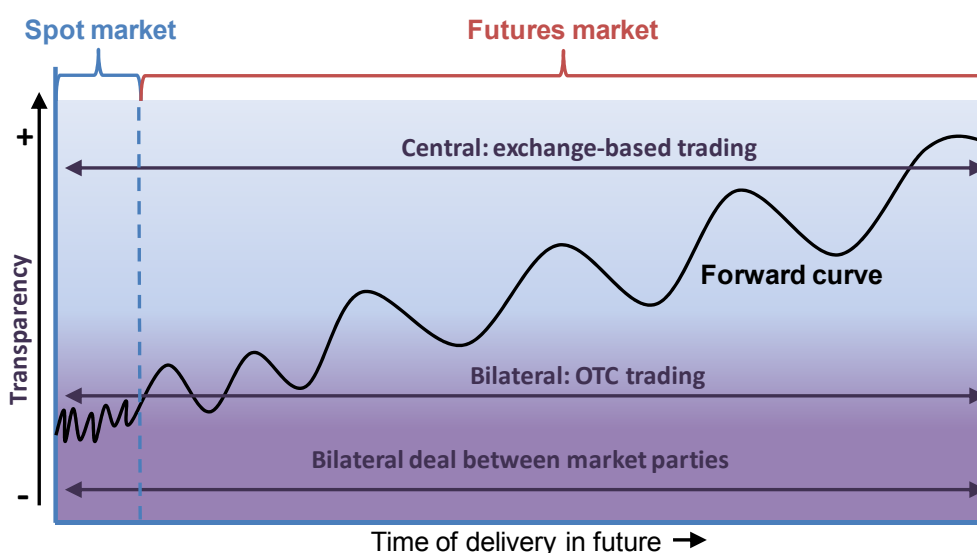 Spot market
Futures market
+
Central: exchange-based trading
Forward curve
Transparency
Bilateral: OTC trading
Bilateral deal between market parties
-
Time of delivery in future